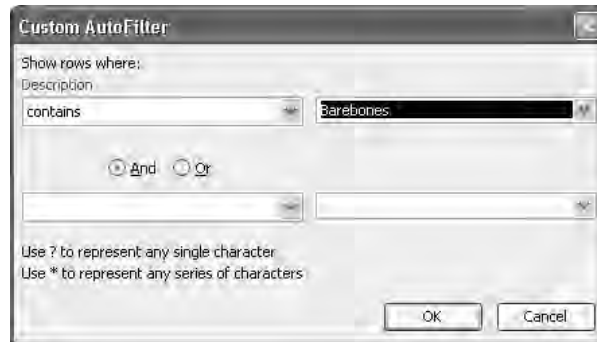 Custom AutoFilter
Show rows where:
Description
contains Barebones
And Or
Use ? to represent any single character
Use * to represent any series of characters
OK Cancel